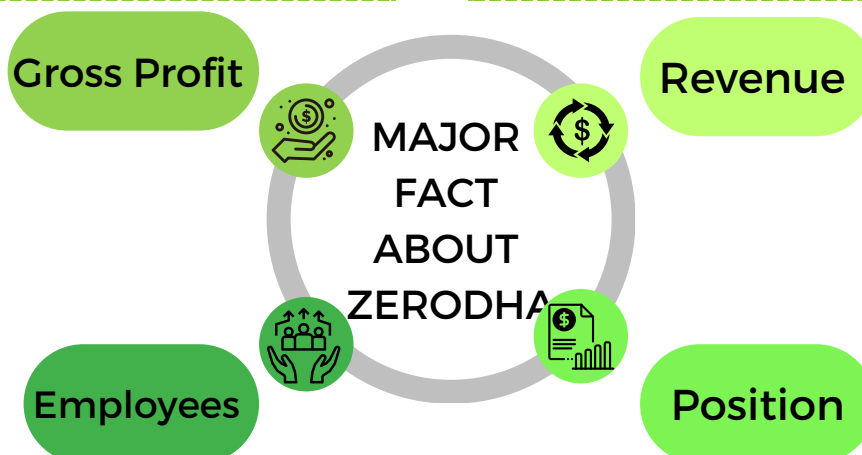 Gross Profit
Revenue
MAJOR
FACT
ABOUT
ZERODHA
Employees
Position